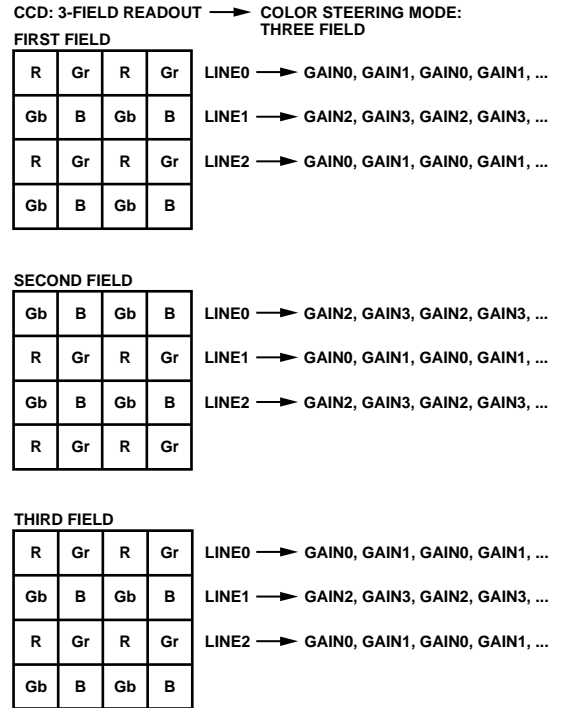 CCD: 3-FIELD READOUT → COLOR STEERING MODE:
THREE FIELD
FIRST FIELD
R Gr R Gr LINE0 → GAIN0, GAIN1, GAIN0, GAIN1, ...
Gb B Gb B LINE1 → GAIN2, GAIN3, GAIN2, GAIN3, ...
R Gr R Gr LINE2 → GAIN0, GAIN1, GAIN0, GAIN1, ...
Gb B Gb B
SECOND FIELD
Gb B Gb B LINE0 → GAIN2, GAIN3, GAIN2, GAIN3, ...
R Gr R Gr LINE1 → GAIN0, GAIN1, GAIN0, GAIN1, ...
Gb B Gb B LINE2 → GAIN2, GAIN3, GAIN2, GAIN3, ...
R Gr R Gr
THIRD FIELD
R Gr R Gr LINE0 → GAIN0, GAIN1, GAIN0, GAIN1, ...
Gb B Gb B LINE1 → GAIN2, GAIN3, GAIN2, GAIN3, ...
R Gr R Gr LINE2 → GAIN0, GAIN1, GAIN0, GAIN1, ...
Gb B Gb B